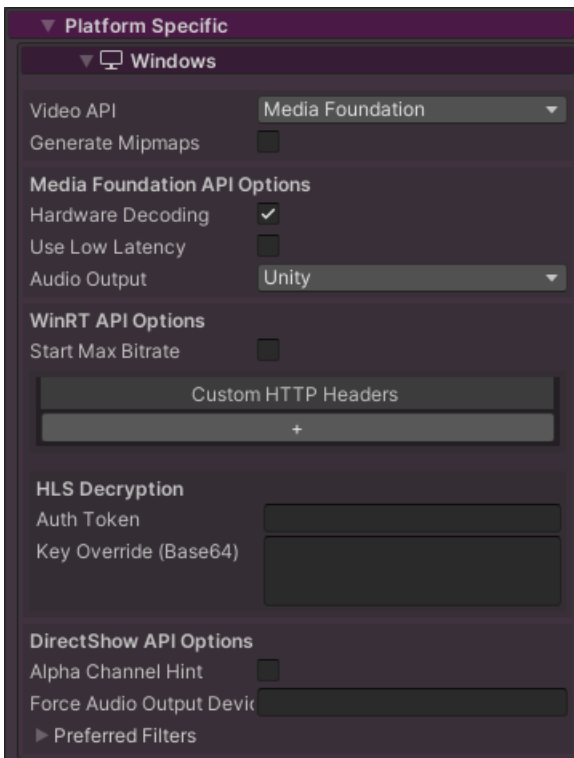 Platform Specific
Windows
Video API Media Foundation
Generate Mipmaps
Media Foundation API Options
Hardware Decoding
Use Low Latency
Audio Output Unity
WinRT API Options
Start Max Bitrate
Custom HTTP Headers
+
HLS Decryption
Auth Token
Key Override (Base64)
DirectShow API Options
Alpha Channel Hint
Force Audio Output Devic
Preferred Filters